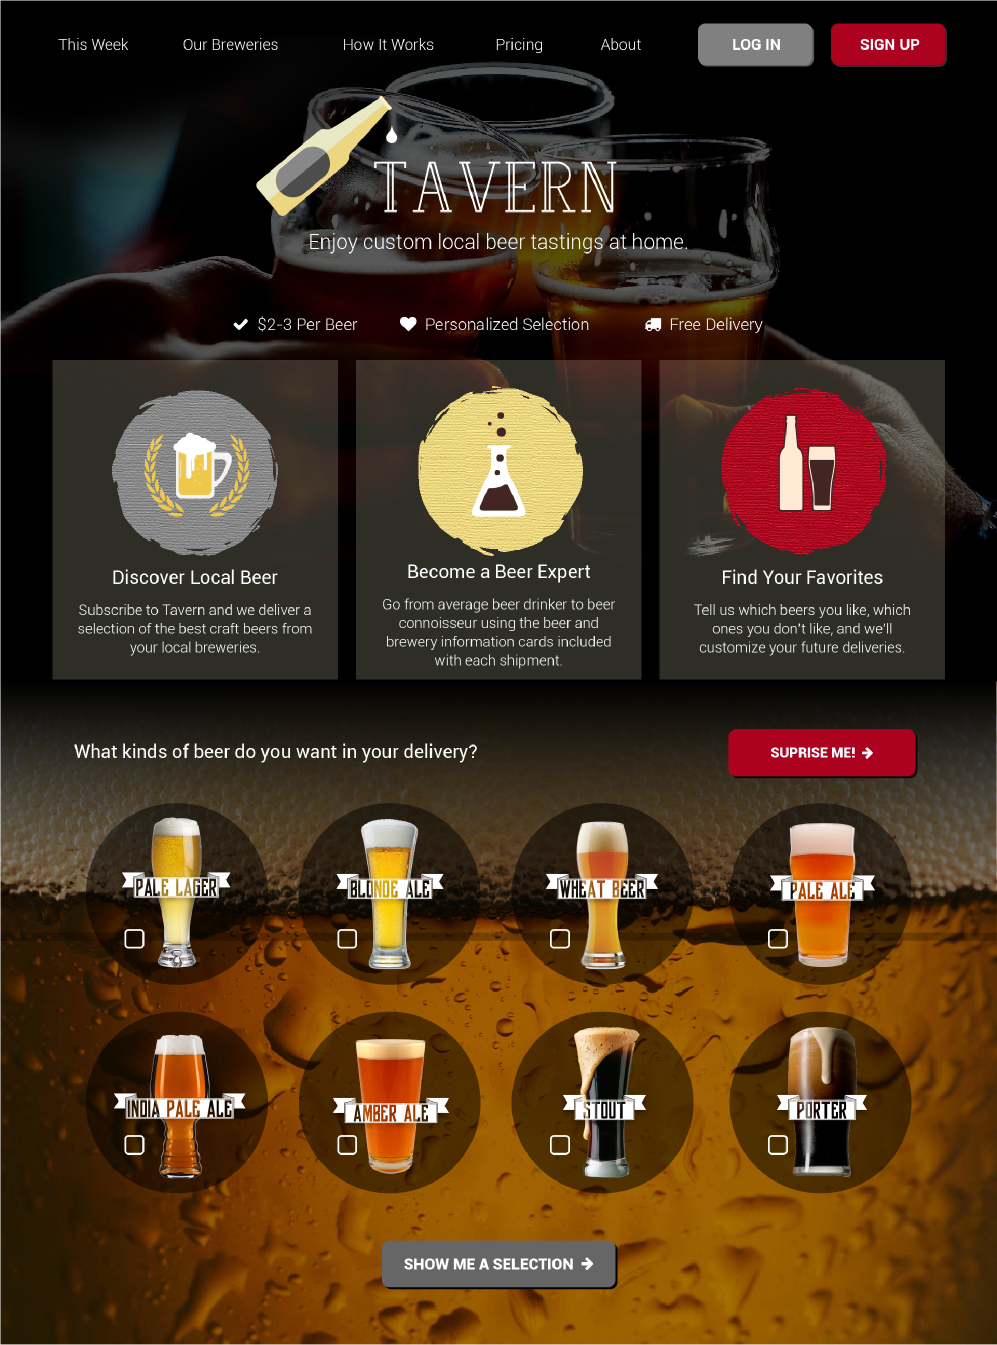 This Week Our Breweries How It Works Pricing About LOG IN SIGN UP
TAVERN
Enjoy custom local beer tastings at home.
$2-3 Per Beer Personalized Selection Free Delivery
Discover Local Beer
Subscribe to Tavern and we deliver a
selection of the best craft beers from
your local breweries.
Become a Beer Expert
Go from average beer drinker to beer
connoisseur using the beer and
brewery information cards included
with each shipment.
Find Your Favorites
Tell us which beers you like, which
ones you don't like, and we'll
customize your future deliveries.
What kinds of beer do you want in your delivery?
SUPRISE ME!
PALE LAGER
BLONDE ALE
WHEAT BEER
PALE ALE
INDIA PALE ALE
AMBER ALE
STOUT
PORTER
SHOW ME A SELECTION